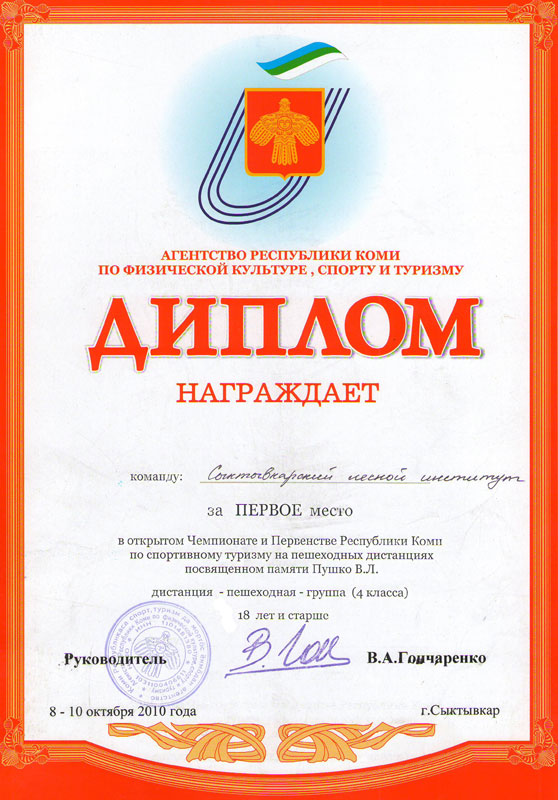 АГЕНТСТВО РЕСПУБЛИКИ КОМИ
ПО ФИЗИЧЕСКОЙ КУЛЬТУРЕ , СПОРТУ И ТУРИЗМУ
ДИПЛОМ
НАГРАЖДАЕТ
команду: Сыктывкарский лесной институт
за ПЕРВОЕ место
в открытом Чемпионате и Первенстве Республики Коми
по спортивному туризму на пешеходных дистанциях
посвященном памяти Пушко В.Л.
дистанция - пешеходная - группа (4 класса)
18 лет и старше
Руководитель В.А.Гончаренко
8 - 10 октября 2010 года г.Сыктывкар